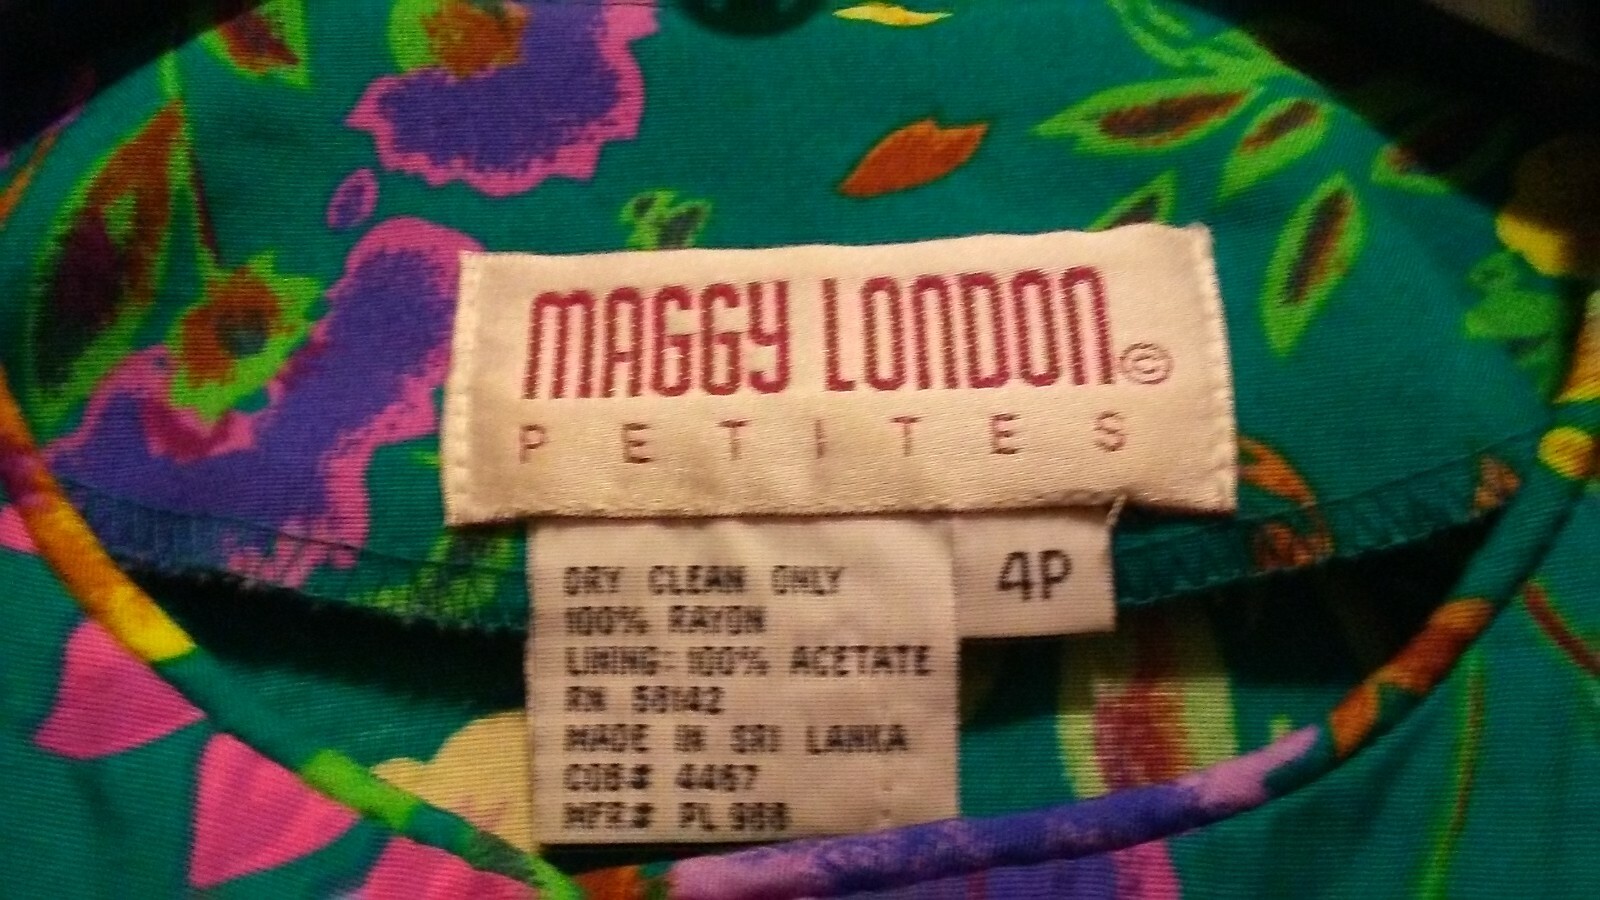 MAGGY LONDON©
PETITES
4P
DRY CLEAN ONLY
100% RAYON
LINING: 100% ACETATE
RN 58142
MADE IN SRI LANKA
4467
MFR# PL 988